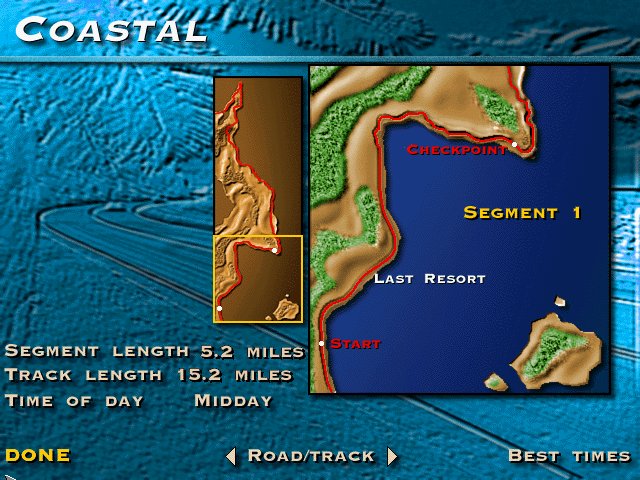 Coastal
Checkpoint
Segment 1
Last Resort
Start
Segment length 5.2 miles
Track length 15.2 miles
Time of day Midday
Done
Road/track
Best times